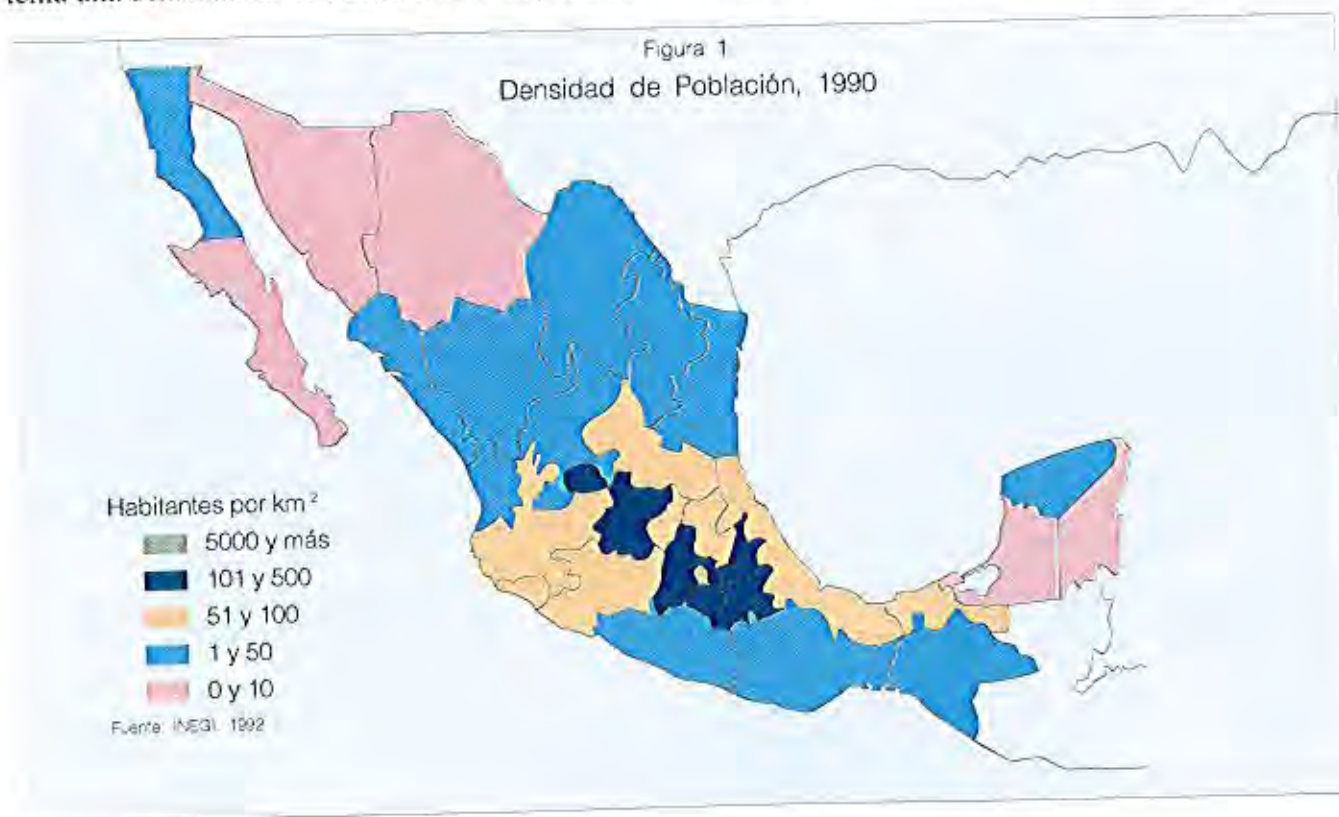 Figura 1
Densidad de Población, 1990
Habitantes por km²
5000 y más
101 y 500
51 y 100
1 y 50
0 y 10
Fuente: INEGI, 1992